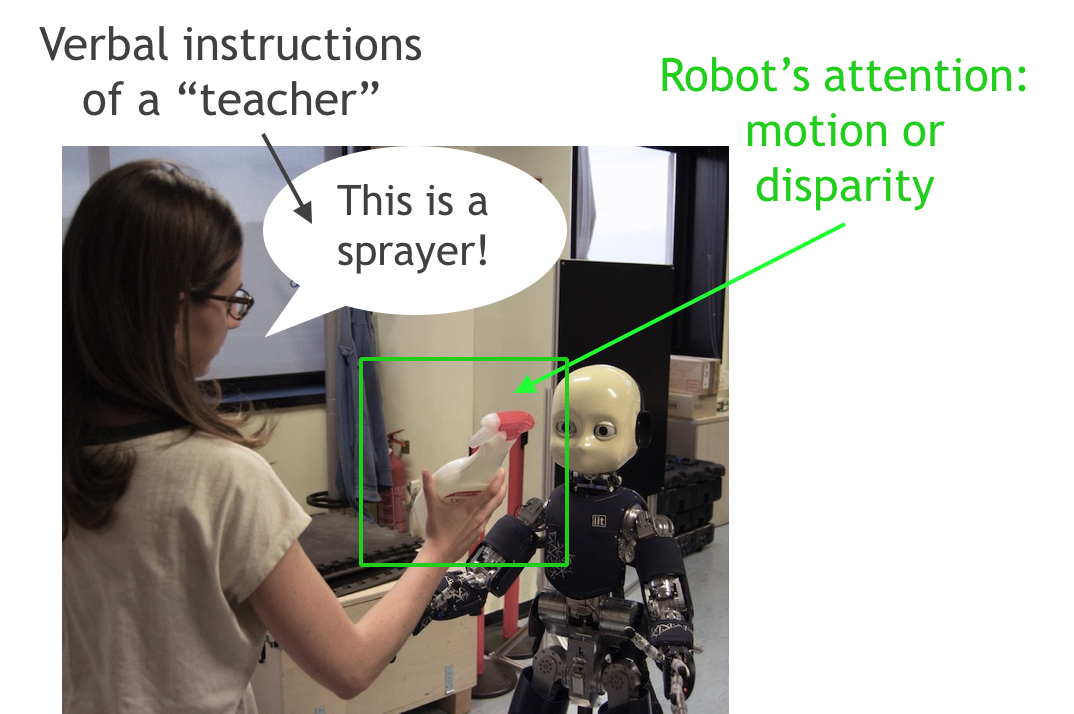 Verbal instructions
of a “teacher”
Robot’s attention:
motion or
disparity
This is a
sprayer!
iit